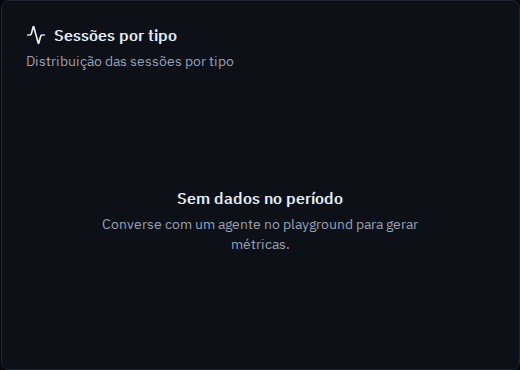 Sessões por tipo
Distribuição das sessões por tipo
Sem dados no período
Converse com um agente no playground para gerar
métricas.